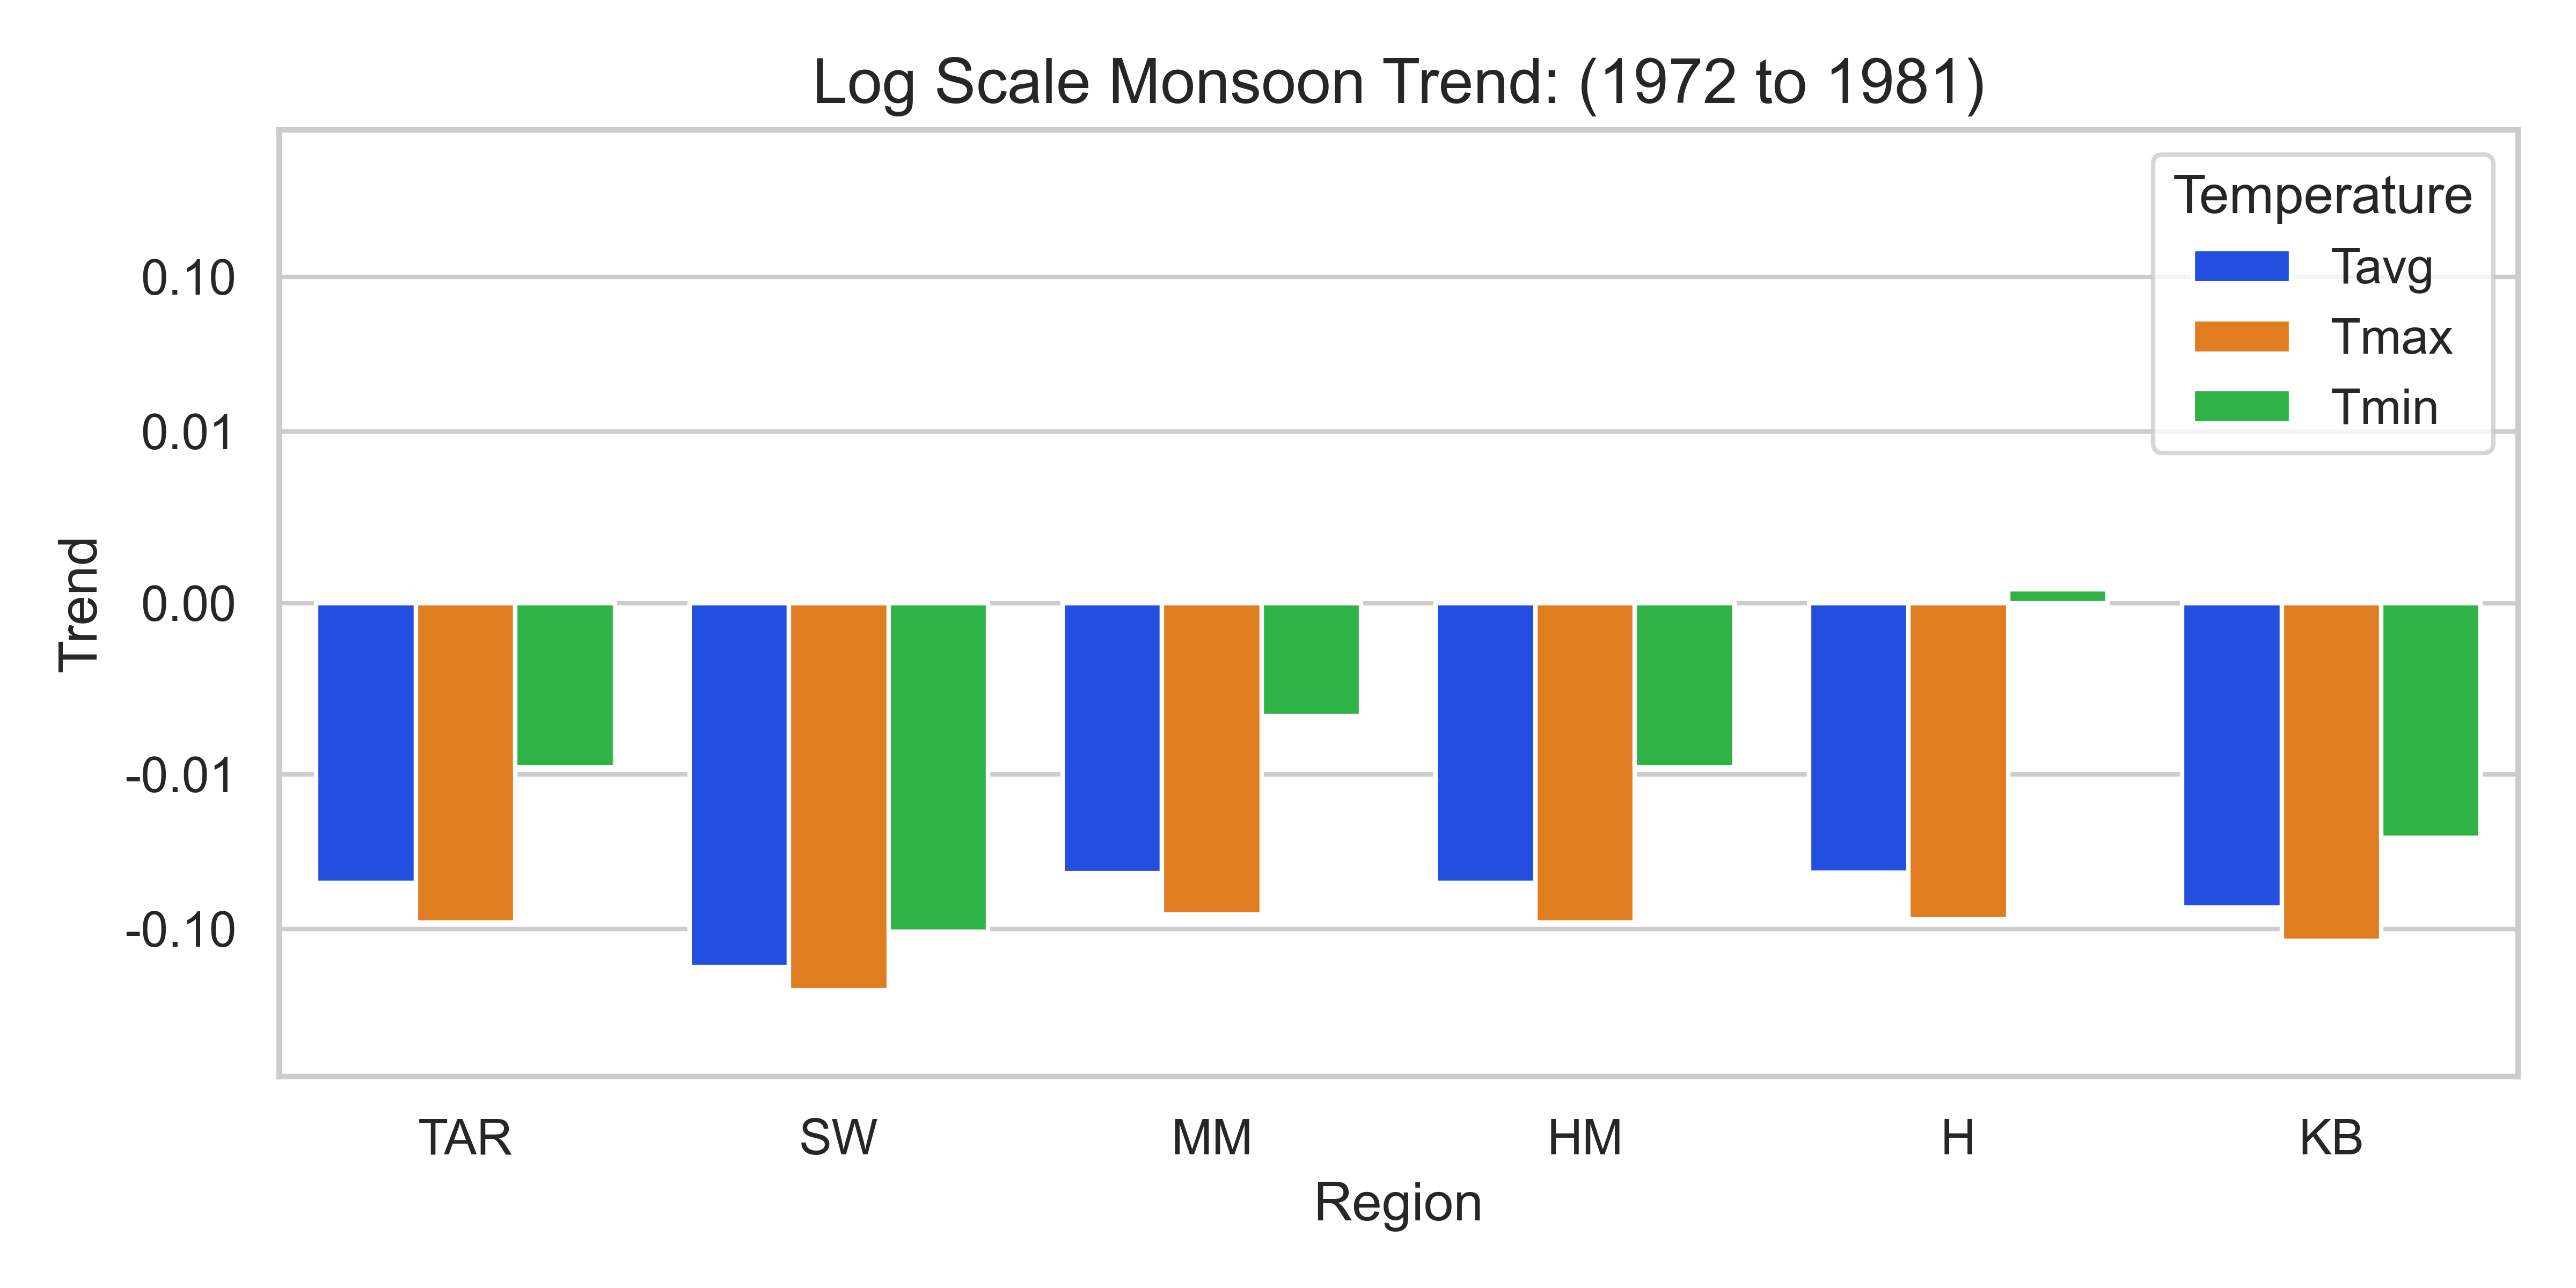 Log Scale Monsoon Trend: (1972 to 1981)
Temperature
Tavg
Tmax
Tmin
0.10
0.01
0.00
-0.01
-0.10
Trend
TAR SW MM HM H KB
Region